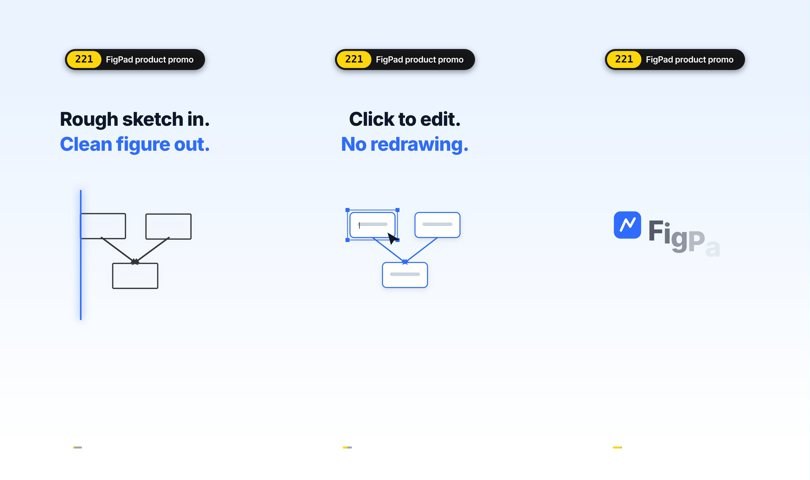 221 FigPad product promo
Rough sketch in.
Clean figure out.
221 FigPad product promo
Click to edit.
No redrawing.
221 FigPad product promo
FigPa